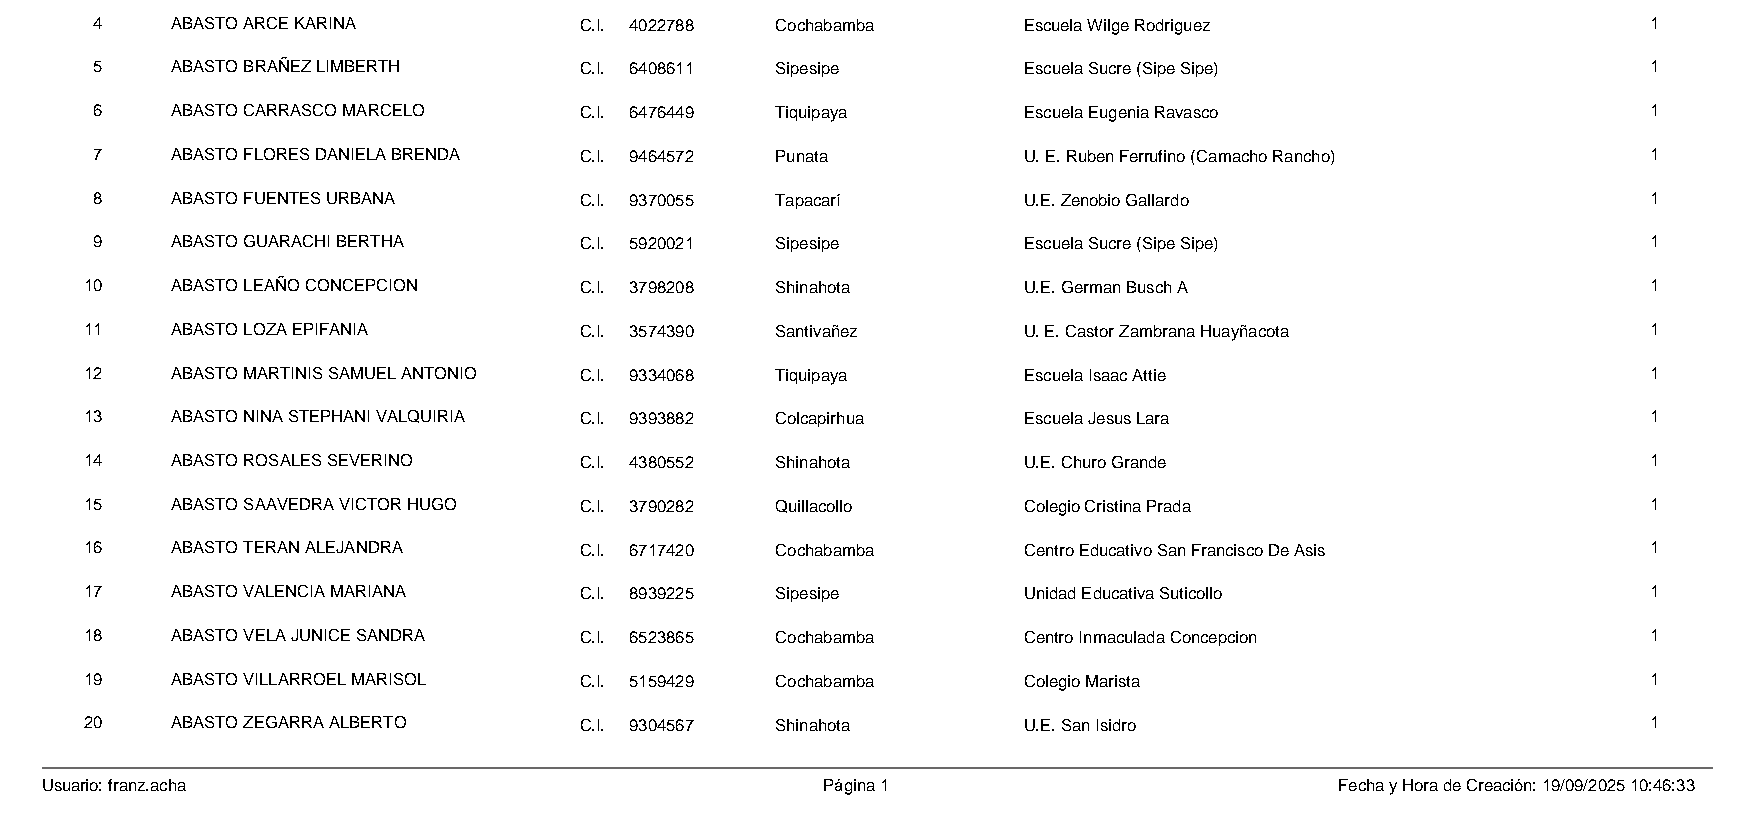 4 ABASTO ARCE KARINA C.I. 4022788 Cochabamba Escuela Wilge Rodriguez 1
5 ABASTO BRAÑEZ LIMBERTH C.I. 6408611 Sipesipe Escuela Sucre (Sipe Sipe) 1
6 ABASTO CARRASCO MARCELO C.I. 6476449 Tiquipaya Escuela Eugenia Ravasco 1
7 ABASTO FLORES DANIELA BRENDA C.I. 9464572 Punata U. E. Ruben Ferrufino (Camacho Rancho) 1
8 ABASTO FUENTES URBANA C.I. 9370055 Tapacarí U.E. Zenobio Gallardo 1
9 ABASTO GUARACHI BERTHA C.I. 5920021 Sipesipe Escuela Sucre (Sipe Sipe) 1
10 ABASTO LEAÑO CONCEPCION C.I. 3798208 Shinahota U.E. German Busch A 1
11 ABASTO LOZA EPIFANIA C.I. 3574390 Santivañez U. E. Castor Zambrana Huayñacota 1
12 ABASTO MARTINIS SAMUEL ANTONIO C.I. 9334068 Tiquipaya Escuela Isaac Attie 1
13 ABASTO NINA STEPHANI VALQUIRIA C.I. 9393882 Colcapirhua Escuela Jesus Lara 1
14 ABASTO ROSALES SEVERINO C.I. 4380552 Shinahota U.E. Churo Grande 1
15 ABASTO SAAVEDRA VICTOR HUGO C.I. 3790282 Quillacollo Colegio Cristina Prada 1
16 ABASTO TERAN ALEJANDRA C.I. 6717420 Cochabamba Centro Educativo San Francisco De Asis 1
17 ABASTO VALENCIA MARIANA C.I. 8939225 Sipesipe Unidad Educativa Suticollo 1
18 ABASTO VELA JUNICE SANDRA C.I. 6523865 Cochabamba Centro Inmaculada Concepcion 1
19 ABASTO VILLARROEL MARISOL C.I. 5159429 Cochabamba Colegio Marista 1
20 ABASTO ZEGARRA ALBERTO C.I. 9304567 Shinahota U.E. San Isidro 1
Usuario: franz.acha Página 1 Fecha y Hora de Creación: 19/09/2025 10:46:33